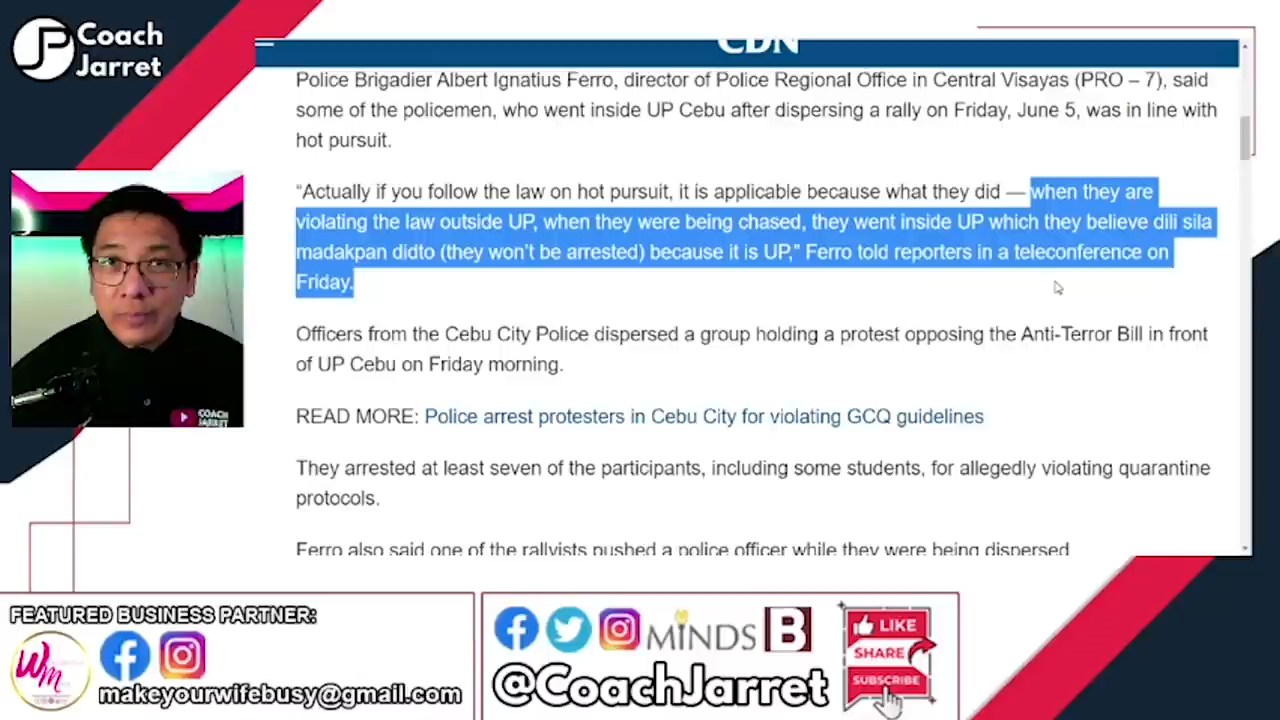 Coach
Jarret
CDN
Police Brigadier Albert Ignatius Ferro, director of Police Regional Office in Central Visayas (PRO – 7), said
some of the policemen, who went inside UP Cebu after dispersing a rally on Friday, June 5, was in line with
hot pursuit.
“Actually if you follow the law on hot pursuit, it is applicable because what they did — when they are
violating the law outside UP, when they were being chased, they went inside UP which they believe dili sila
madakpan didto (they won’t be arrested) because it is UP,” Ferro told reporters in a teleconference on
Friday.
Officers from the Cebu City Police dispersed a group holding a protest opposing the Anti-Terror Bill in front
of UP Cebu on Friday morning.
READ MORE: Police arrest protesters in Cebu City for violating GCQ guidelines
They arrested at least seven of the participants, including some students, for allegedly violating quarantine
protocols.
Ferro also said one of the rallyists pushed a police officer while they were being dispersed
COACH
JARRET
FEATURED BUSINESS PARTNER:
Wm
makeyourwifebusy@gmail.com
MINDS
B
@CoachJarret
LIKE
SHARE
SUBSCRIBE